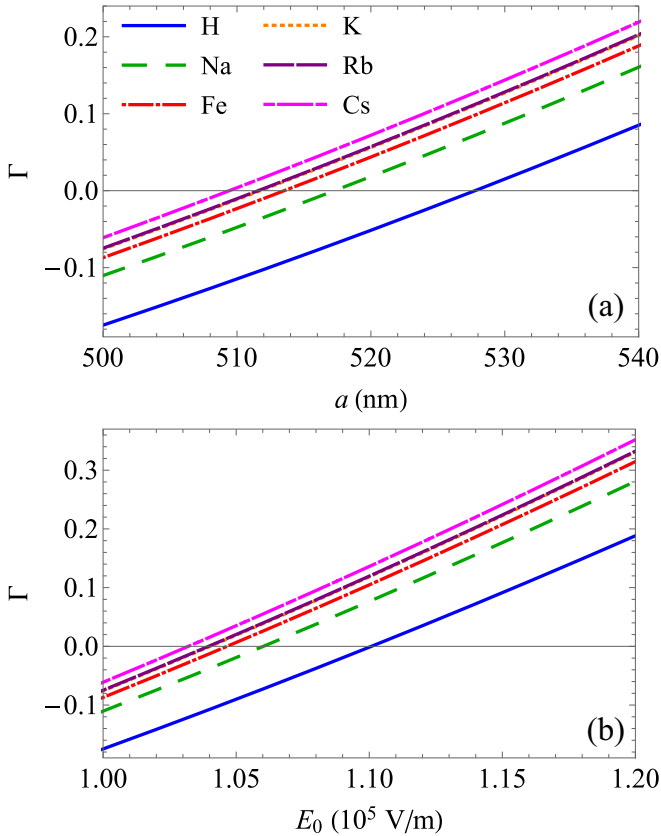 0.2
H K
Na Rb
Fe Cs
0.1
Γ
0.0
−0.1
(a)
500 510 520 530 540
a (nm)
0.3
0.2
Γ
0.1
0.0
−0.1
(b)
1.00 1.05 1.10 1.15 1.20
E₀ (10⁵ V/m)